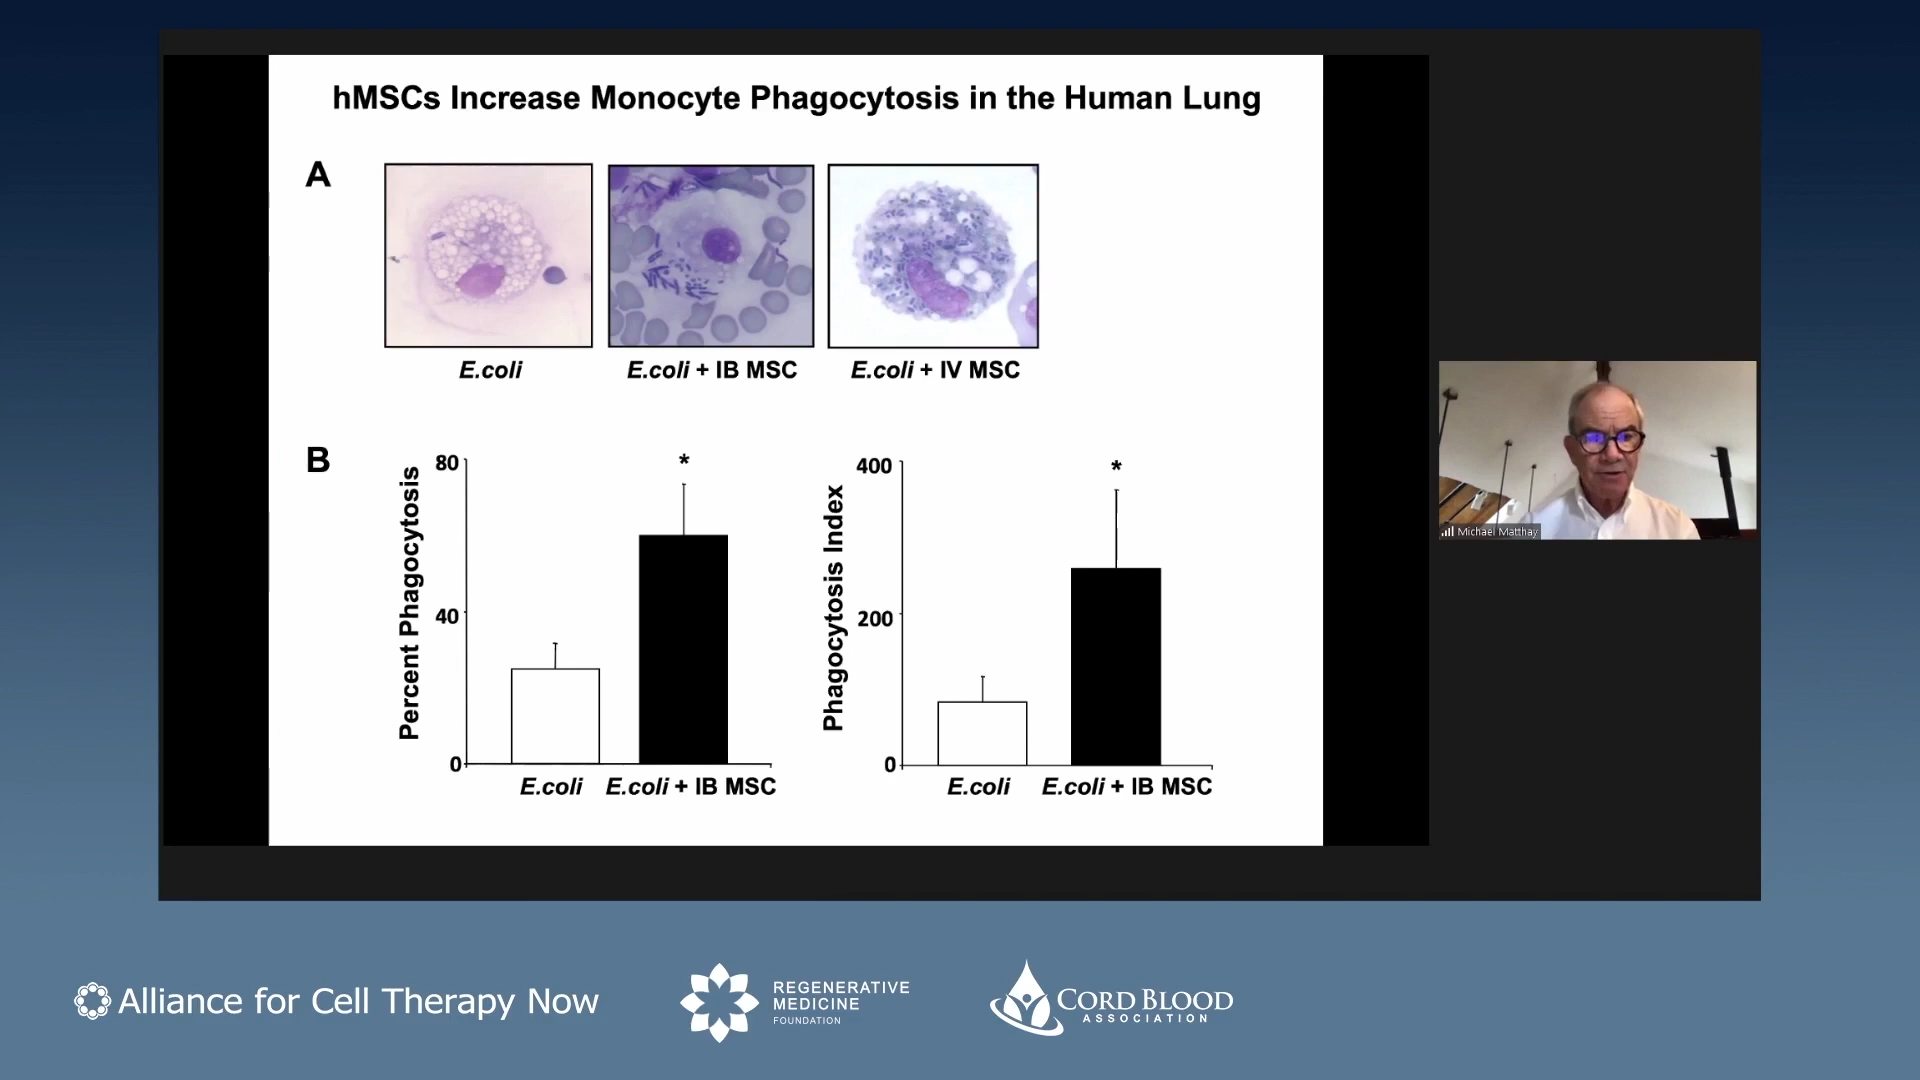 hMSCs Increase Monocyte Phagocytosis in the Human Lung
A
E.coli
E.coli + IB MSC
E.coli + IV MSC
B
Percent Phagocytosis
80
*
40
0
E.coli
E.coli + IB MSC
Phagocytosis Index
400
*
200
0
E.coli
E.coli + IB MSC
Michael Matthay
Alliance for Cell Therapy Now
REGENERATIVE
MEDICINE
FOUNDATION
CORD BLOOD
ASSOCIATION